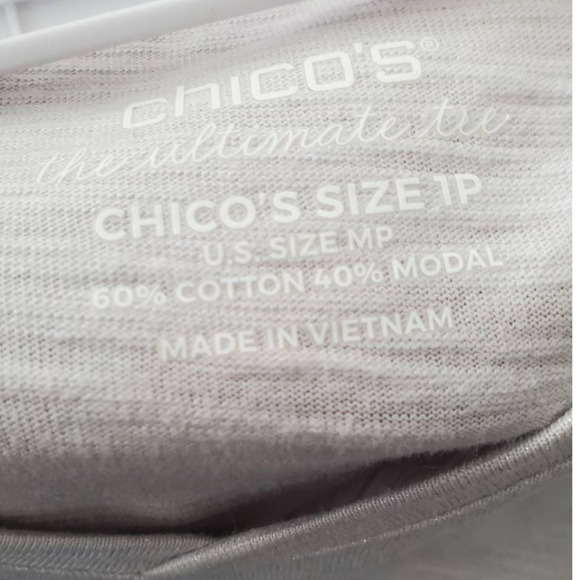 CHICO'S®
the ultimate tee
CHICO'S SIZE 1P
U.S. SIZE MP
60% COTTON 40% MODAL
MADE IN VIETNAM